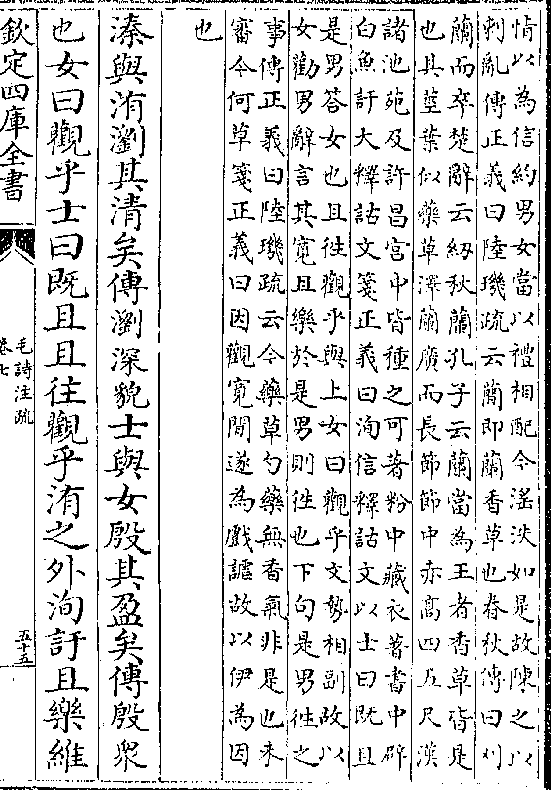 情以為信約男女當以禮相配今淫泆如是故陳之以
刺亂傳正義曰陸璣疏云蕳即蘭香草也春秋傳曰刈
蘭而卒楚辭云紉秋蘭孔子云蘭當為王者香草皆是
也其莖葉似藥草澤蘭廣而長節節中赤高四五尺漢
諸池苑及許昌宮中皆種之可著粉中藏衣著書中辟
白魚訏大釋詁文箋正義曰洵信釋詁文以士曰既且
是男答女也且徃觀乎與上女曰觀乎文勢相副故以
女勸男辭言其寛且樂於是男則徃也下句是男徃之
事傳正義曰陸璣疏云今藥草勺藥無香氣非是也未
審今何草箋正義曰因觀寛閒遂為戲謔故以伊為因
也
溱與洧瀏其清矣傳瀏深貌士與女殷其盈矣傳殷衆
也女曰觀乎士曰既且且往觀乎洧之外洵訏且樂維
欽定四庫全書
毛詩注疏
卷七
五十五